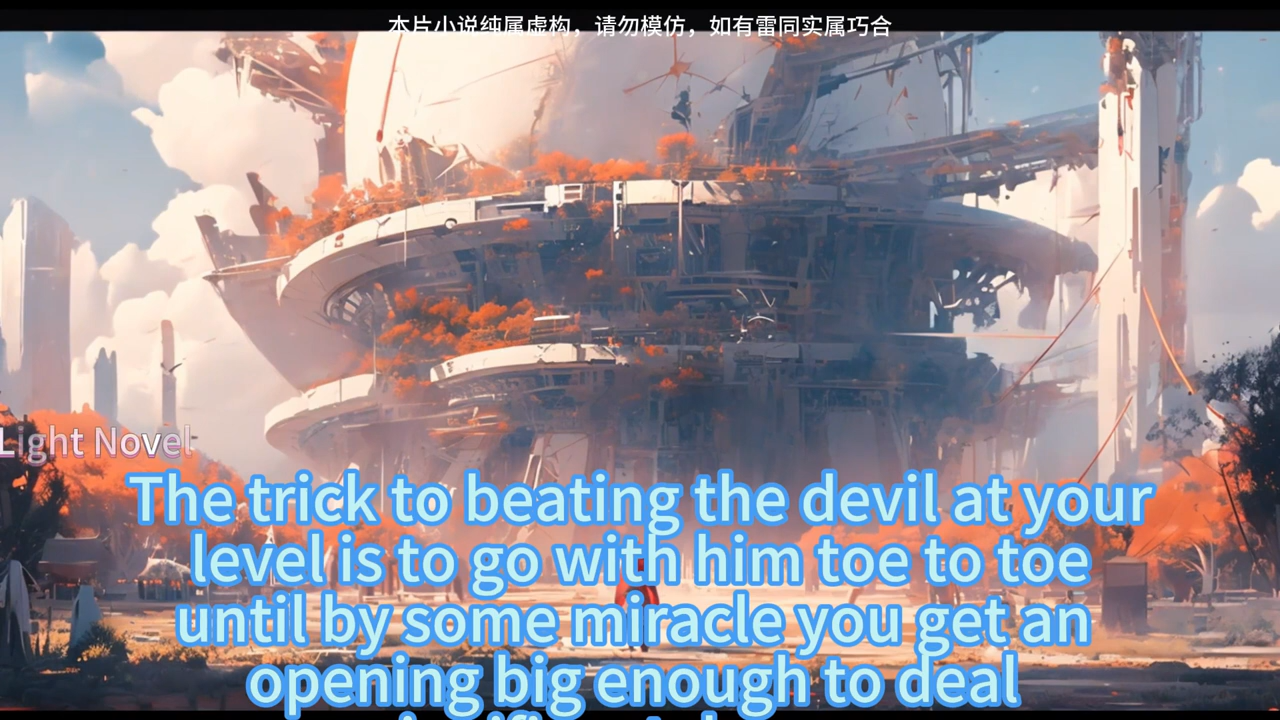 本片小说纯属虚构，请勿模仿，如有雷同实属巧合
Light Novel
The trick to beating the devil at your
level is to go with him toe to toe
until by some miracle you get an
opening big enough to deal